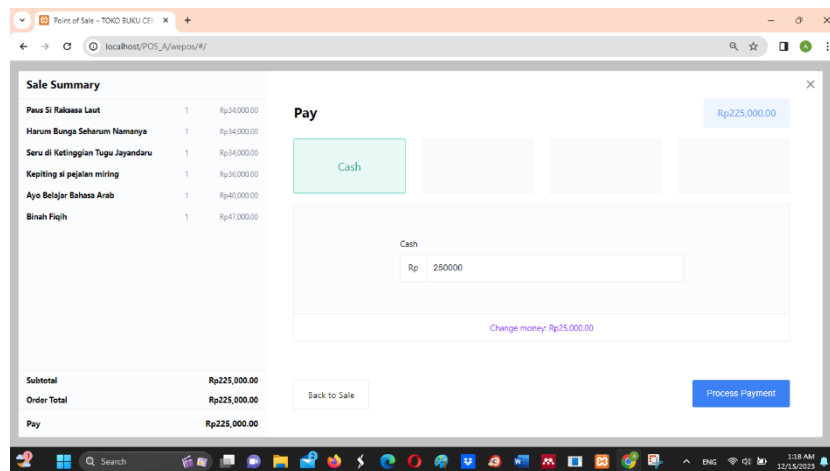 Point of Sale – TOKO BUKU CEN
localhost/POS_A/wepos/#/
A
Sale Summary
Paus Si Raksasa Laut 1 Rp34,000.00
Harum Bunga Seharum Namanya 1 Rp34,000.00
Seru di Ketinggian Tugu Jayandaru 1 Rp34,000.00
Kepiting si pejalan miring 1 Rp36,000.00
Ayo Belajar Bahasa Arab 1 Rp40,000.00
Binah Fiqih 1 Rp47,000.00
Subtotal Rp225,000.00
Order Total Rp225,000.00
Pay Rp225,000.00
Pay Rp225,000.00
Cash
Cash
Rp 250000
Change money: Rp25,000.00
Back to Sale Process Payment
Search
ENG 1:18 AM
12/15/2023